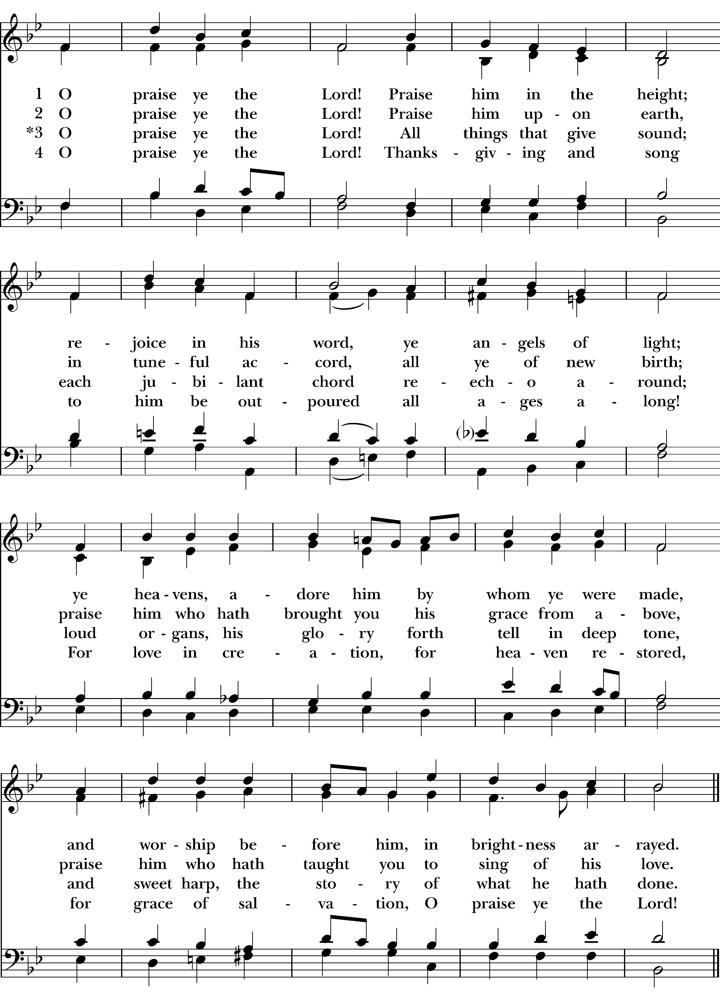 1 O praise ye the Lord! Praise him in the height;
2 O praise ye the Lord! Praise him up - on earth,
*3 O praise ye the Lord! All things that give sound;
4 O praise ye the Lord! Thanks - giv - ing and song
re - joice in his word, ye an - gels of light;
in tune - ful ac - cord, all ye of new birth;
each ju - bi - lant chord re - ech - o a - round;
to him be out - poured all a - ges a - long!
ye hea - vens, a - dore him by whom ye were made,
praise him who hath brought you his grace from a - bove,
loud or - gans, his glo - ry forth tell in deep tone,
For love in cre - a - tion, for hea - ven re - stored,
and wor - ship be - fore him, in bright - ness ar - rayed.
praise him who hath taught you to sing of his love.
and sweet harp, the sto - ry of what he hath done.
for grace of sal - va - tion, O praise ye the Lord!